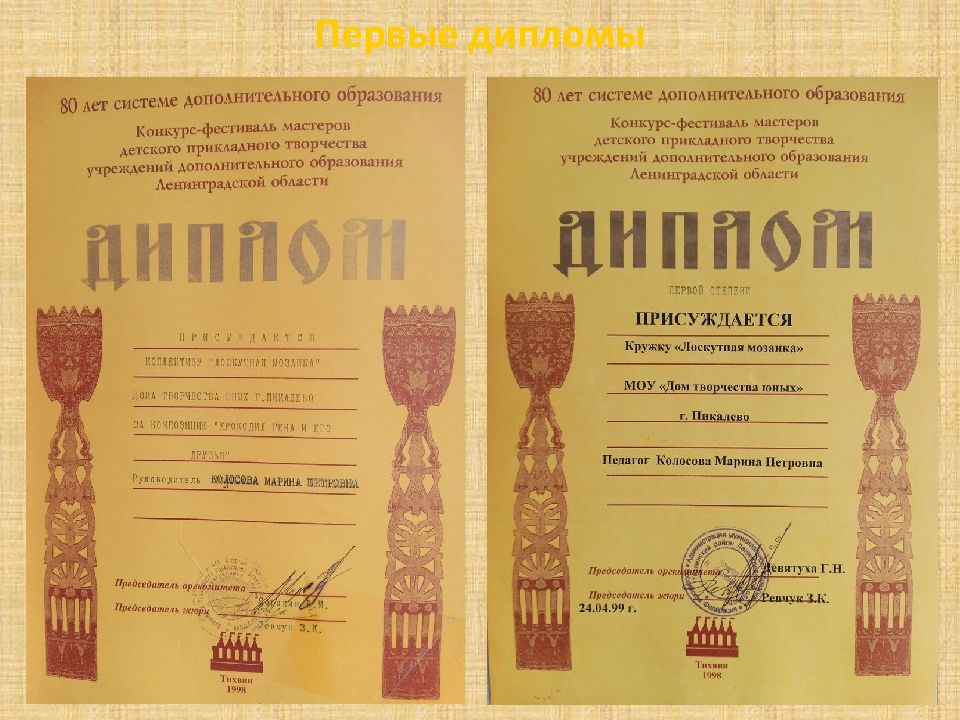 Первые дипломы
80 лет системе дополнительного образования
Конкурс-фестиваль мастеров
детского прикладного творчества
учреждений дополнительного образования
Ленинградской области
ДИПЛОМ
ПРИСУЖДАЕТСЯ
КОЛЛЕКТИВУ "ЛОСКУТНАЯ МОЗАИКА"
ДОМА ТВОРЧЕСТВА ЮНЫХ Г.ПИКАЛЕВО
ЗА КОМПОЗИЦИЮ "КРОКОДИЛ ГЕНА И ЕГО
ДРУЗЬЯ"
Руководитель КОЛОСОВА МАРИНА ПЕТРОВНА
Председатель оргкомитета
Председатель жюри Ревчук З.К.
Тихвин
1998
80 лет системе дополнительного образования
Конкурс-фестиваль мастеров
детского прикладного творчества
учреждений дополнительного образования
Ленинградской области
ДИПЛОМ
ПЕРВОЙ СТЕПЕНИ
ПРИСУЖДАЕТСЯ
Кружку «Лоскутная мозаика»
МОУ «Дом творчества юных»
г. Пикалево
Педагог Колосова Марина Петровна
Председатель оргкомитета Девятуха Г.Н.
Председатель жюри Ревчук З.К.
24.04.99 г.
Тихвин
1998